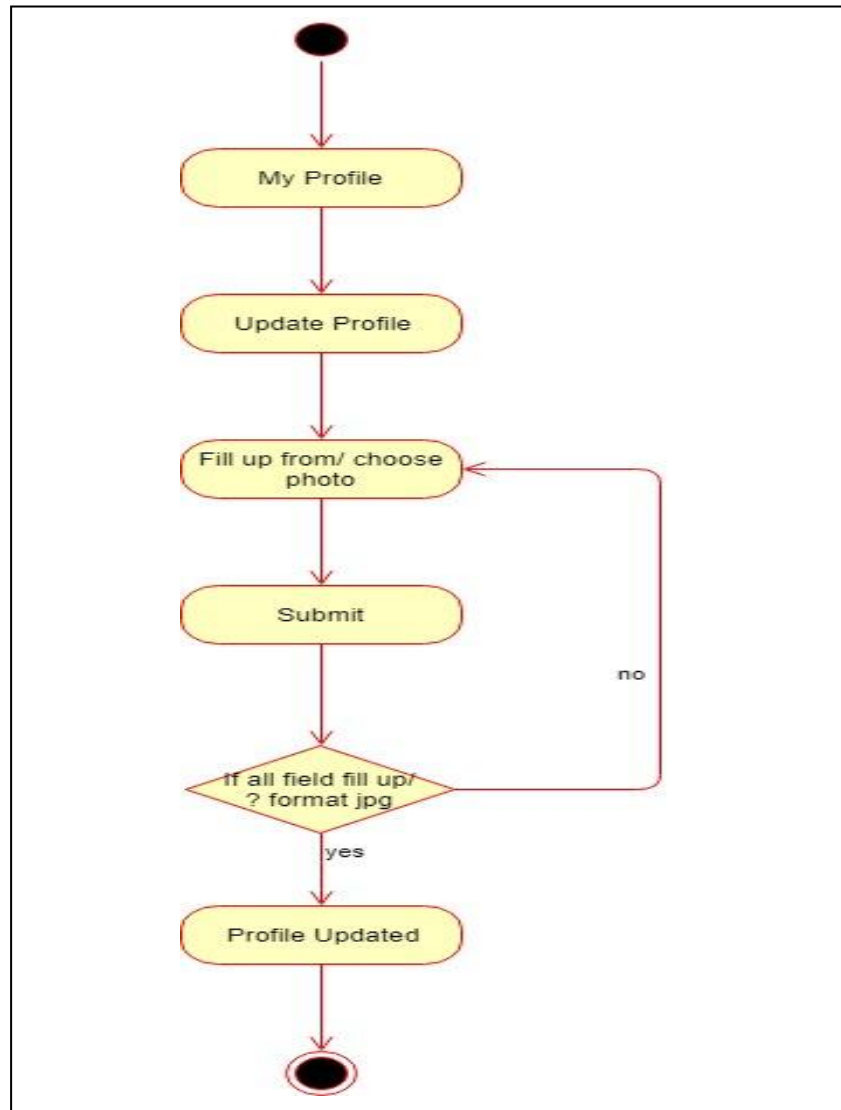 My Profile
Update Profile
Fill up from/ choose
photo
Submit
no
If all field fill up/
? format jpg
yes
Profile Updated